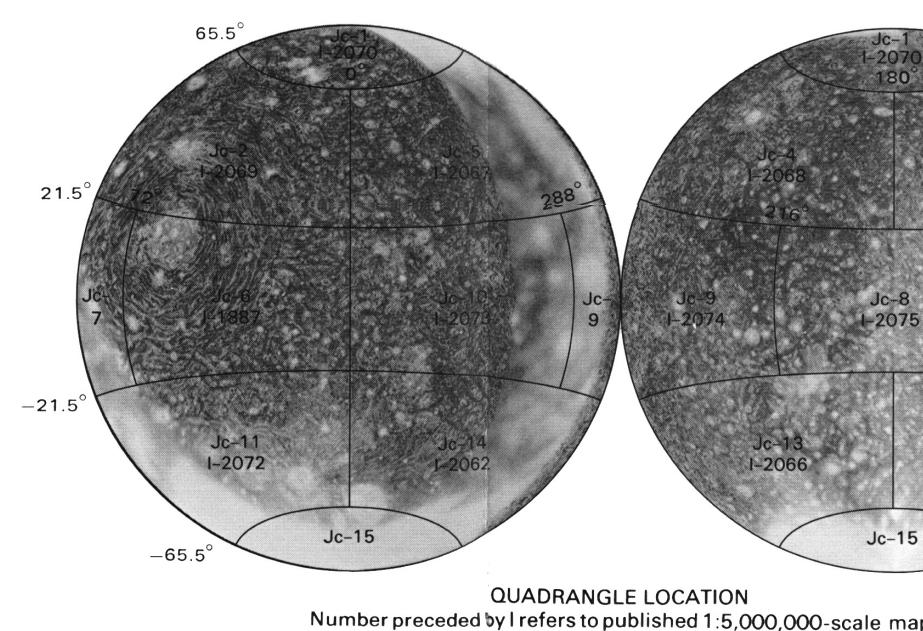 65.5°
Jc-1
I-2070
0°
Jc-2
I-2069
Jc-5
I-2067
21.5°
72°
288°
Jc-
7
Jc-6
I-1887
Jc-10
I-2073
Jc-
9
-21.5°
Jc-11
I-2072
Jc-14
I-2062
Jc-15
-65.5°
Jc-1
I-2070
180°
Jc-4
I-2068
216°
Jc-9
I-2074
Jc-8
I-2075
Jc-13
I-2066
Jc-15
QUADRANGLE LOCATION
Number preceded by I refers to published 1:5,000,000-scale